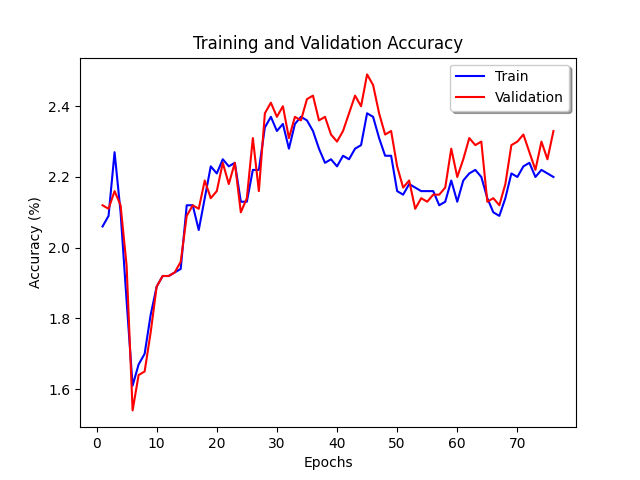 Training and Validation Accuracy
Train
Validation
Accuracy (%)
2.4
2.2
2.0
1.8
1.6
0 10 20 30 40 50 60 70
Epochs